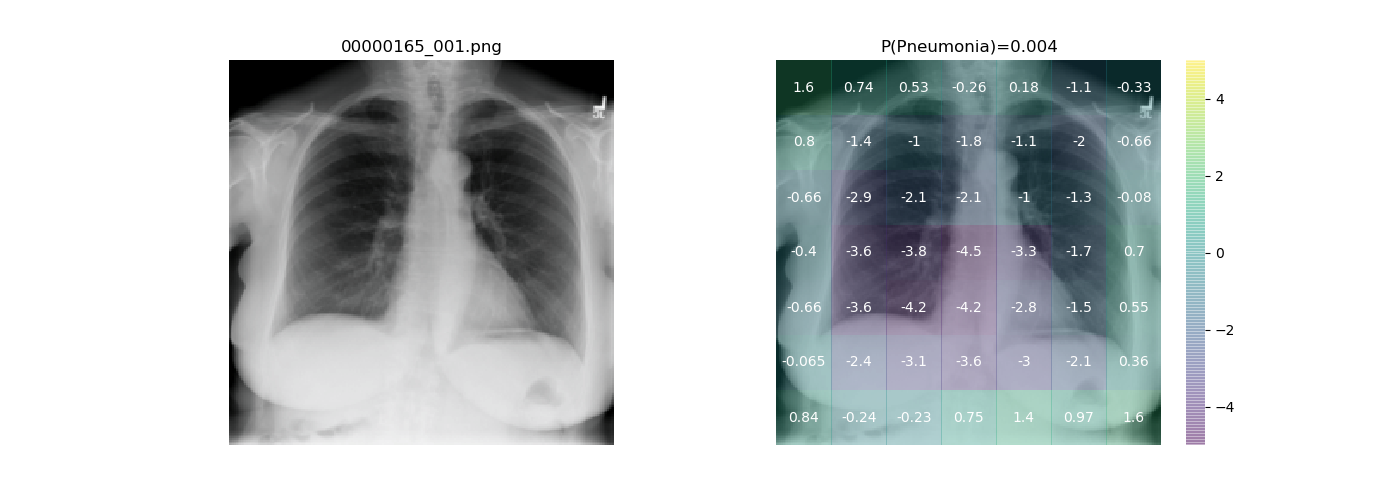 00000165_001.png
P(Pneumonia)=0.004
1.6 0.74 0.53 -0.26 0.18 -1.1 -0.33
0.8 -1.4 -1 -1.8 -1.1 -2 -0.66
-0.66 -2.9 -2.1 -2.1 -1 -1.3 -0.08
-0.4 -3.6 -3.8 -4.5 -3.3 -1.7 0.7
-0.66 -3.6 -4.2 -4.2 -2.8 -1.5 0.55
-0.065 -2.4 -3.1 -3.6 -3 -2.1 0.36
0.84 -0.24 -0.23 0.75 1.4 0.97 1.6
4
2
0
−2
−4